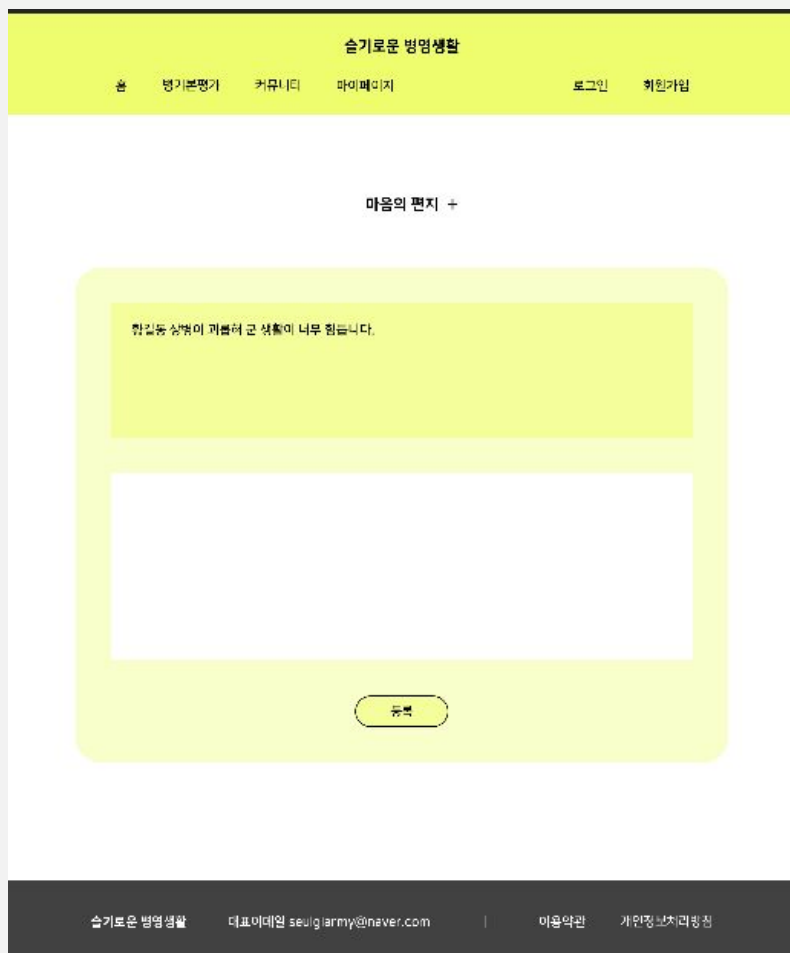 슬기로운 병영생활
홈 병기본평가 커뮤니티 마이페이지 로그인 회원가입
마음의 편지 +
황길동 상병이 괴롭혀 군 생활이 너무 힘듭니다.
등록
슬기로운 병영생활 대표이메일 seulgiarmy@naver.com | 이용약관 개인정보처리방침